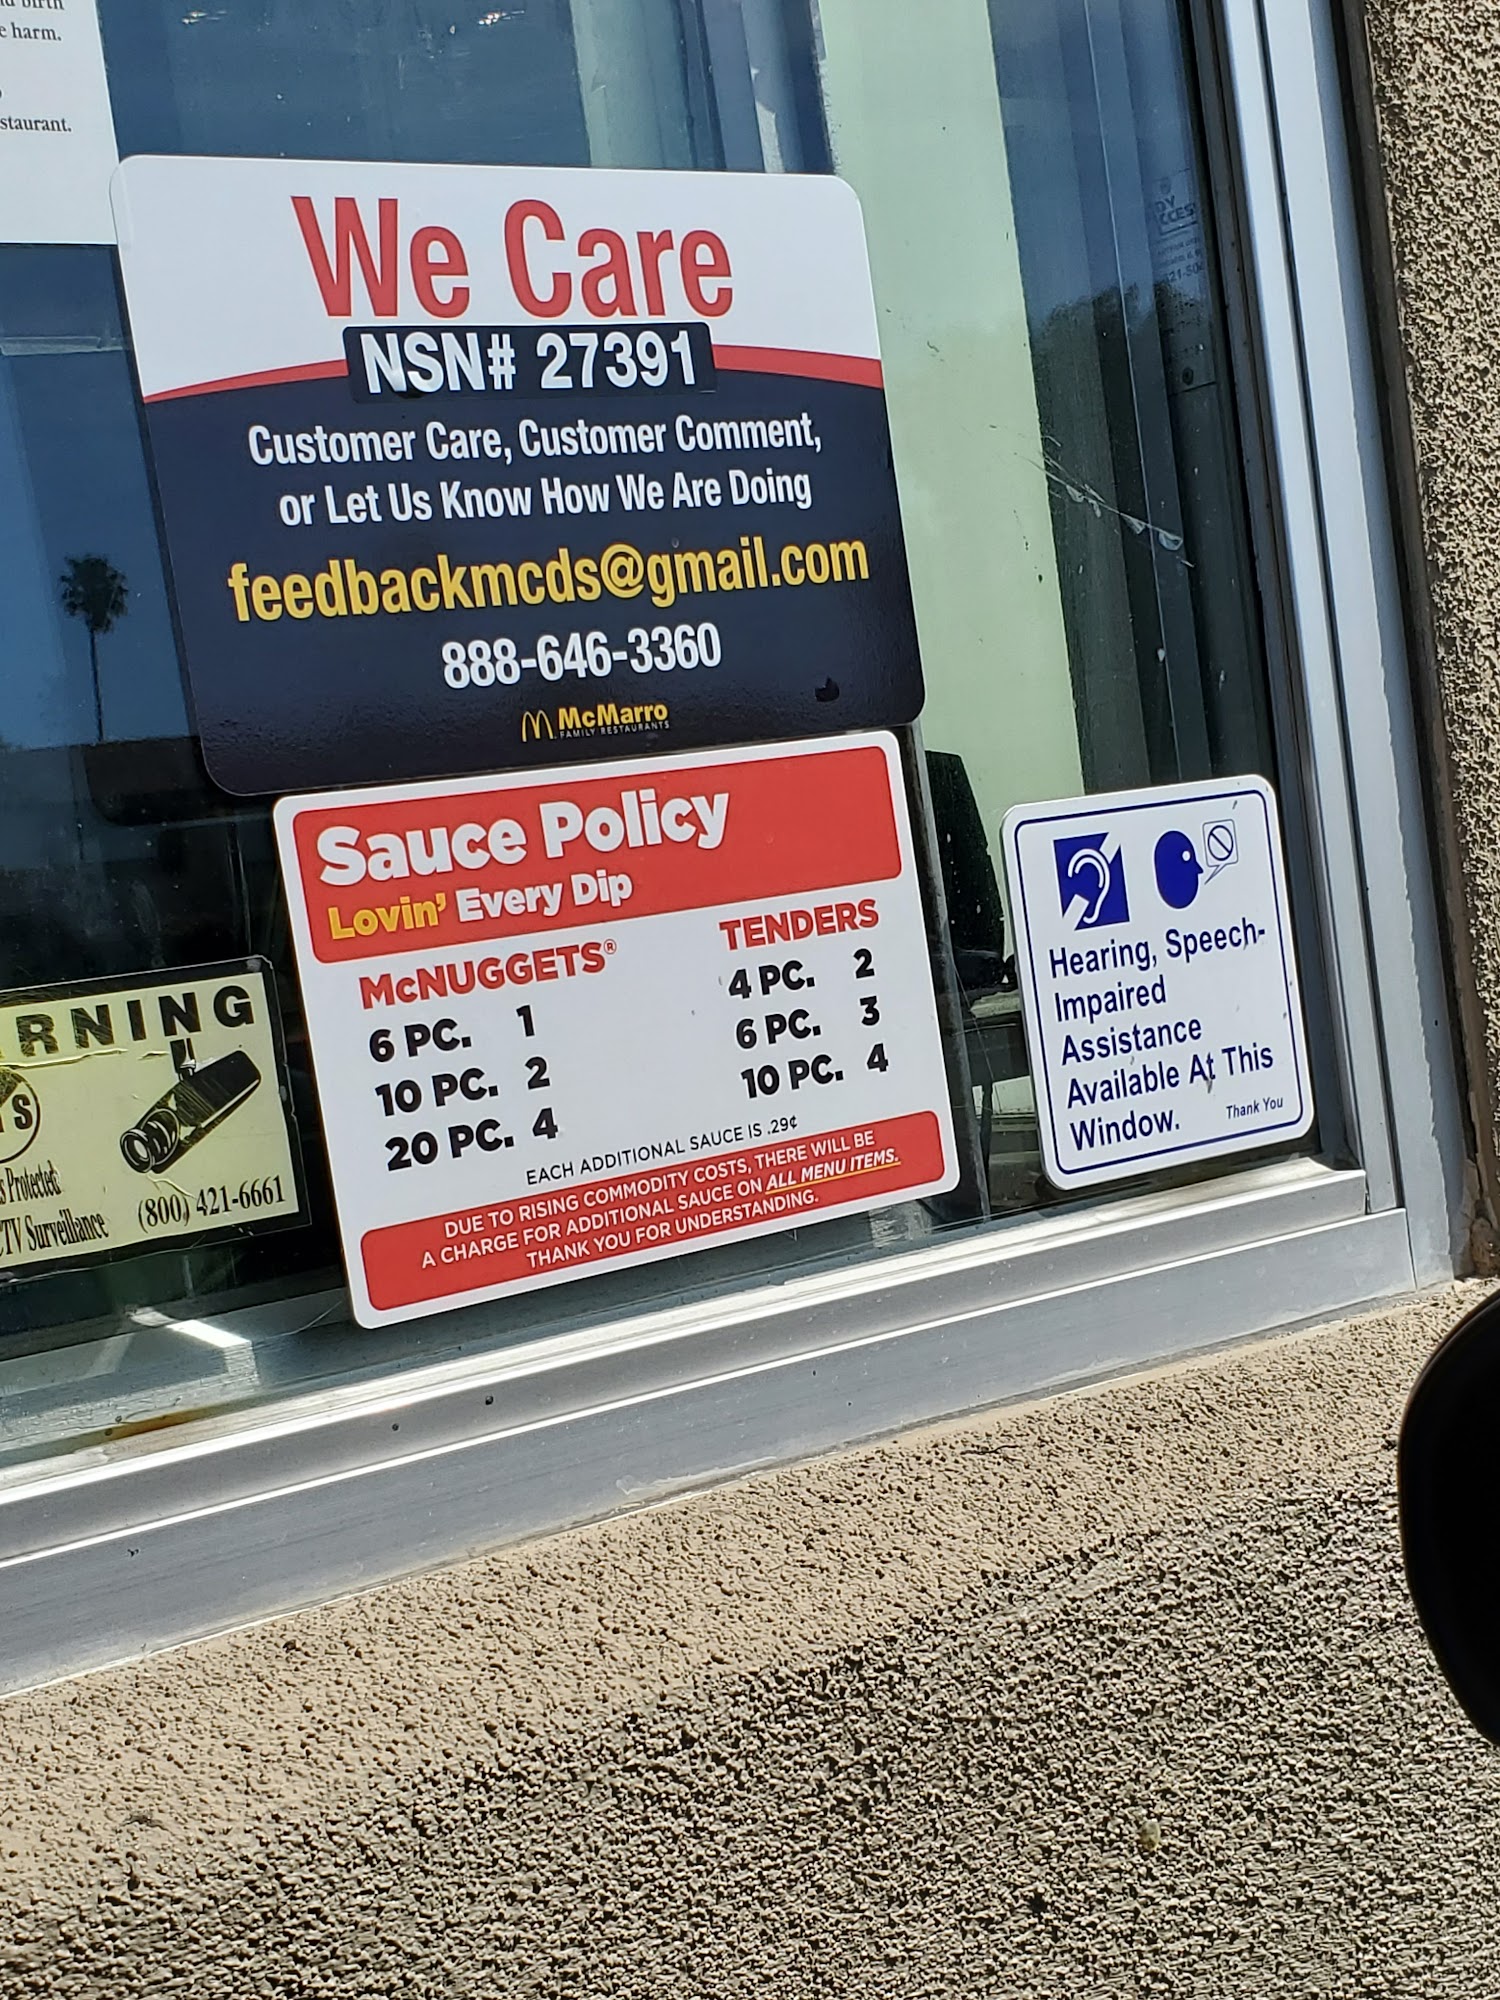 e harm.
staurant.
We Care
NSN# 27391
Customer Care, Customer Comment,
or Let Us Know How We Are Doing
feedbackmcds@gmail.com
888-646-3360
McMarro
FAMILY RESTAURANTS
Sauce Policy
Lovin' Every Dip
McNUGGETS®
6 PC. 1
10 PC. 2
20 PC. 4
TENDERS
4 PC. 2
6 PC. 3
10 PC. 4
EACH ADDITIONAL SAUCE IS .29¢
DUE TO RISING COMMODITY COSTS, THERE WILL BE
A CHARGE FOR ADDITIONAL SAUCE ON ALL MENU ITEMS.
THANK YOU FOR UNDERSTANDING.
RNING
s Protected
CTV Surveillance
(800) 421-6661
Hearing, Speech-
Impaired
Assistance
Available At This
Window.
Thank You